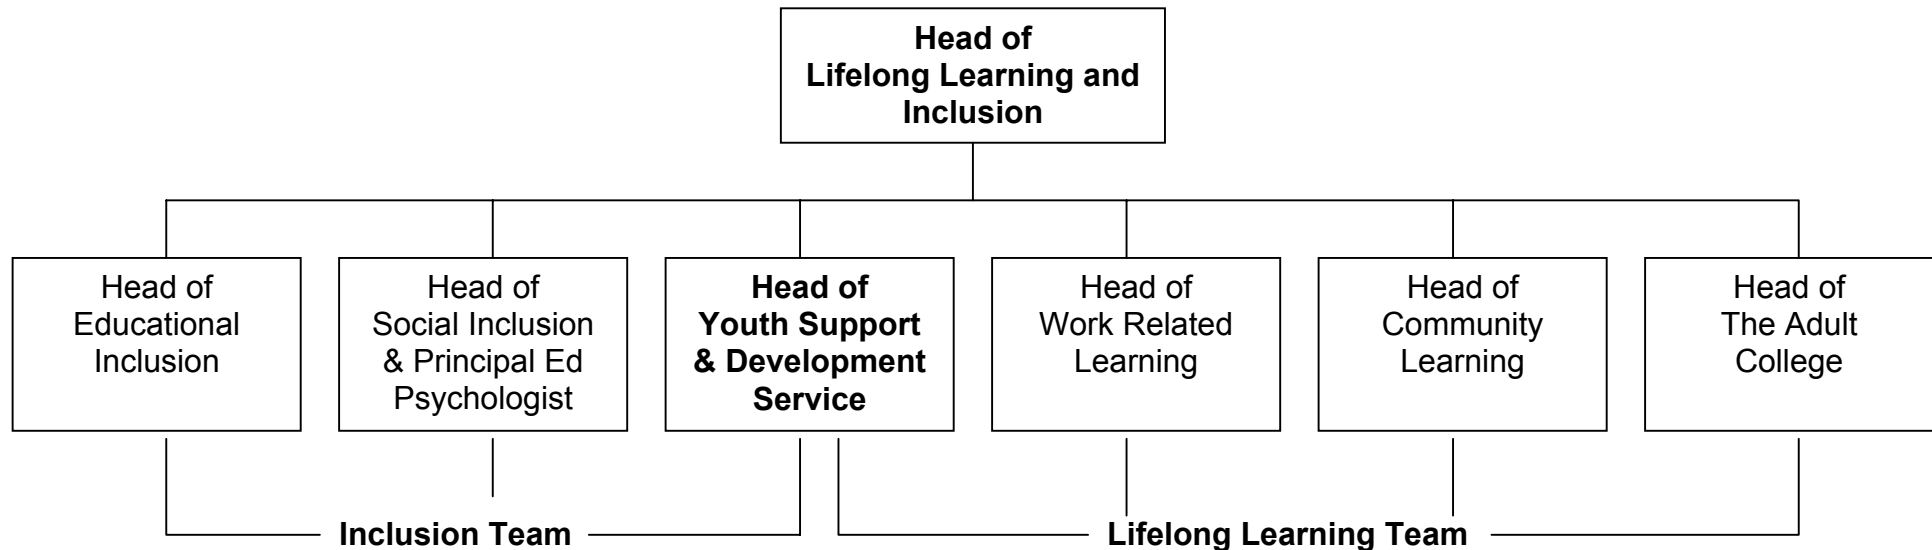 Head of
Lifelong Learning and
Inclusion
Head of
Educational
Inclusion
Head of
Social Inclusion
& Principal Ed
Psychologist
Head of
Youth Support
& Development
Service
Head of
Work Related
Learning
Head of
Community
Learning
Head of
The Adult
College
Inclusion Team
Lifelong Learning Team